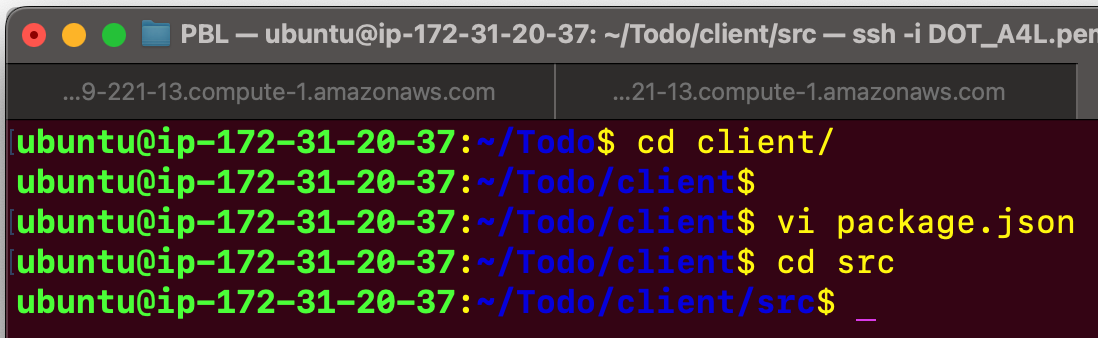 PBL — ubuntu@ip-172-31-20-37: ~/Todo/client/src — ssh -i DOT_A4L.pem
...9-221-13.compute-1.amazonaws.com ...21-13.compute-1.amazonaws.com
ubuntu@ip-172-31-20-37:~/Todo$ cd client/
ubuntu@ip-172-31-20-37:~/Todo/client$
ubuntu@ip-172-31-20-37:~/Todo/client$ vi package.json
ubuntu@ip-172-31-20-37:~/Todo/client$ cd src
ubuntu@ip-172-31-20-37:~/Todo/client/src$ _